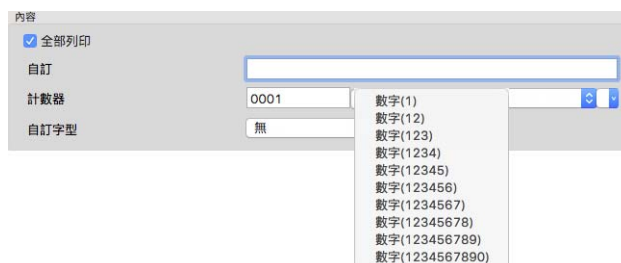 內容
全部列印
自訂
計數器 0001
自訂字型 無
數字(1)
數字(12)
數字(123)
數字(1234)
數字(12345)
數字(123456)
數字(1234567)
數字(12345678)
數字(123456789)
數字(1234567890)